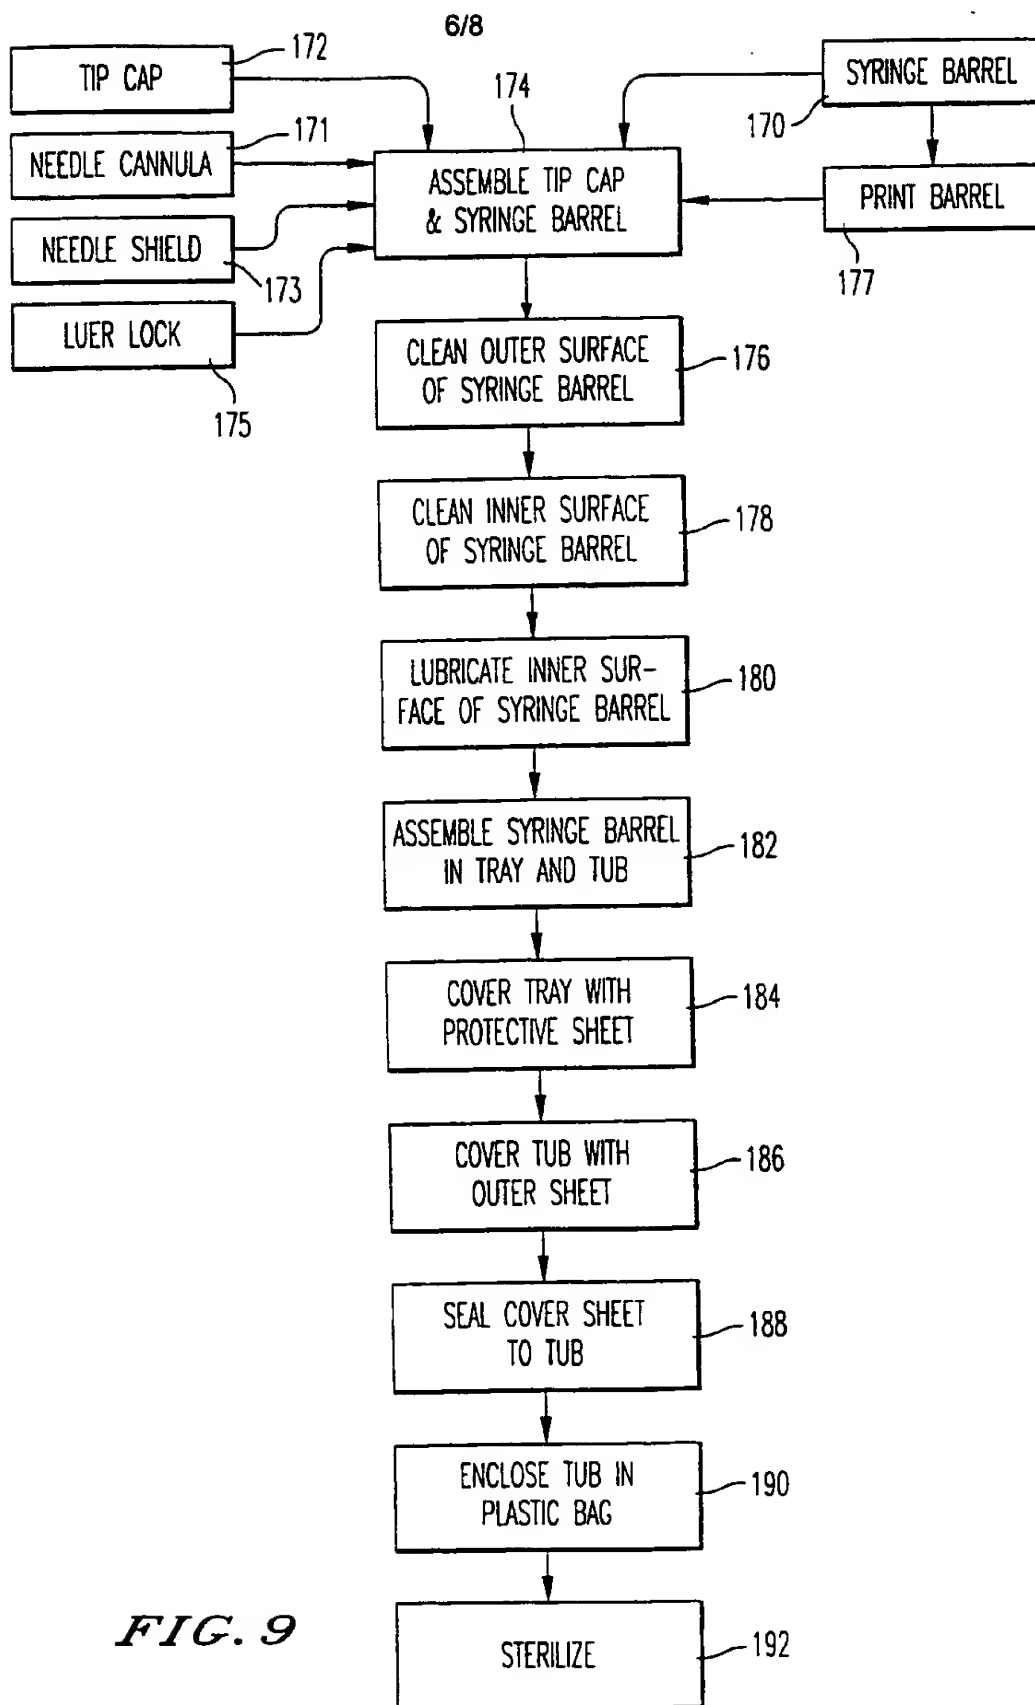 6/8
TIP CAP
172
NEEDLE CANNULA
171
NEEDLE SHIELD
173
LUER LOCK
175
174
ASSEMBLE TIP CAP
& SYRINGE BARREL
SYRINGE BARREL
170
PRINT BARREL
177
CLEAN OUTER SURFACE
OF SYRINGE BARREL
176
CLEAN INNER SURFACE
OF SYRINGE BARREL
178
LUBRICATE INNER SUR-
FACE OF SYRINGE BARREL
180
ASSEMBLE SYRINGE BARREL
IN TRAY AND TUB
182
COVER TRAY WITH
PROTECTIVE SHEET
184
COVER TUB WITH
OUTER SHEET
186
SEAL COVER SHEET
TO TUB
188
ENCLOSE TUB IN
PLASTIC BAG
190
STERILIZE
192
FIG. 9